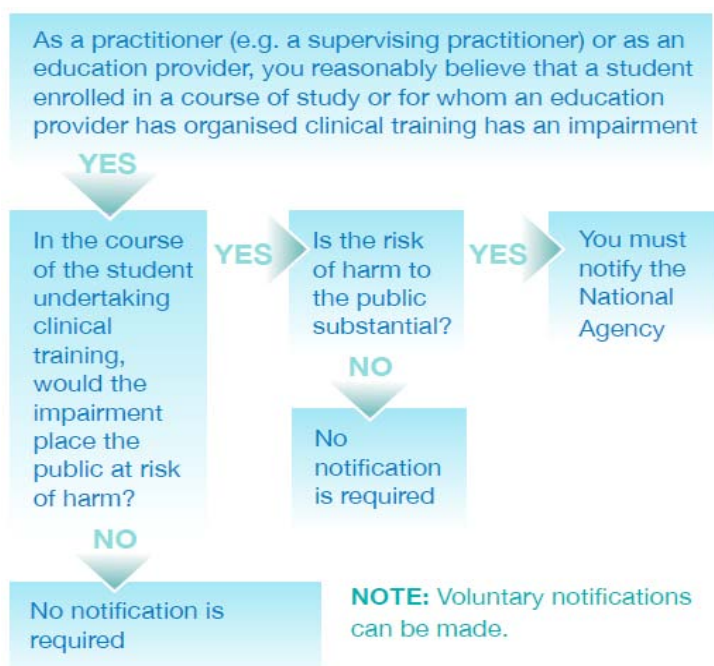 As a practitioner (e.g. a supervising practitioner) or as an
education provider, you reasonably believe that a student
enrolled in a course of study or for whom an education
provider has organised clinical training has an impairment
YES
In the course
of the student
undertaking
clinical
training,
would the
impairment
place the
public at risk
of harm?
YES
Is the risk
of harm to
the public
substantial?
YES
You must
notify the
National
Agency
NO
No
notification
is required
NO
No notification is
required
NOTE: Voluntary notifications
can be made.